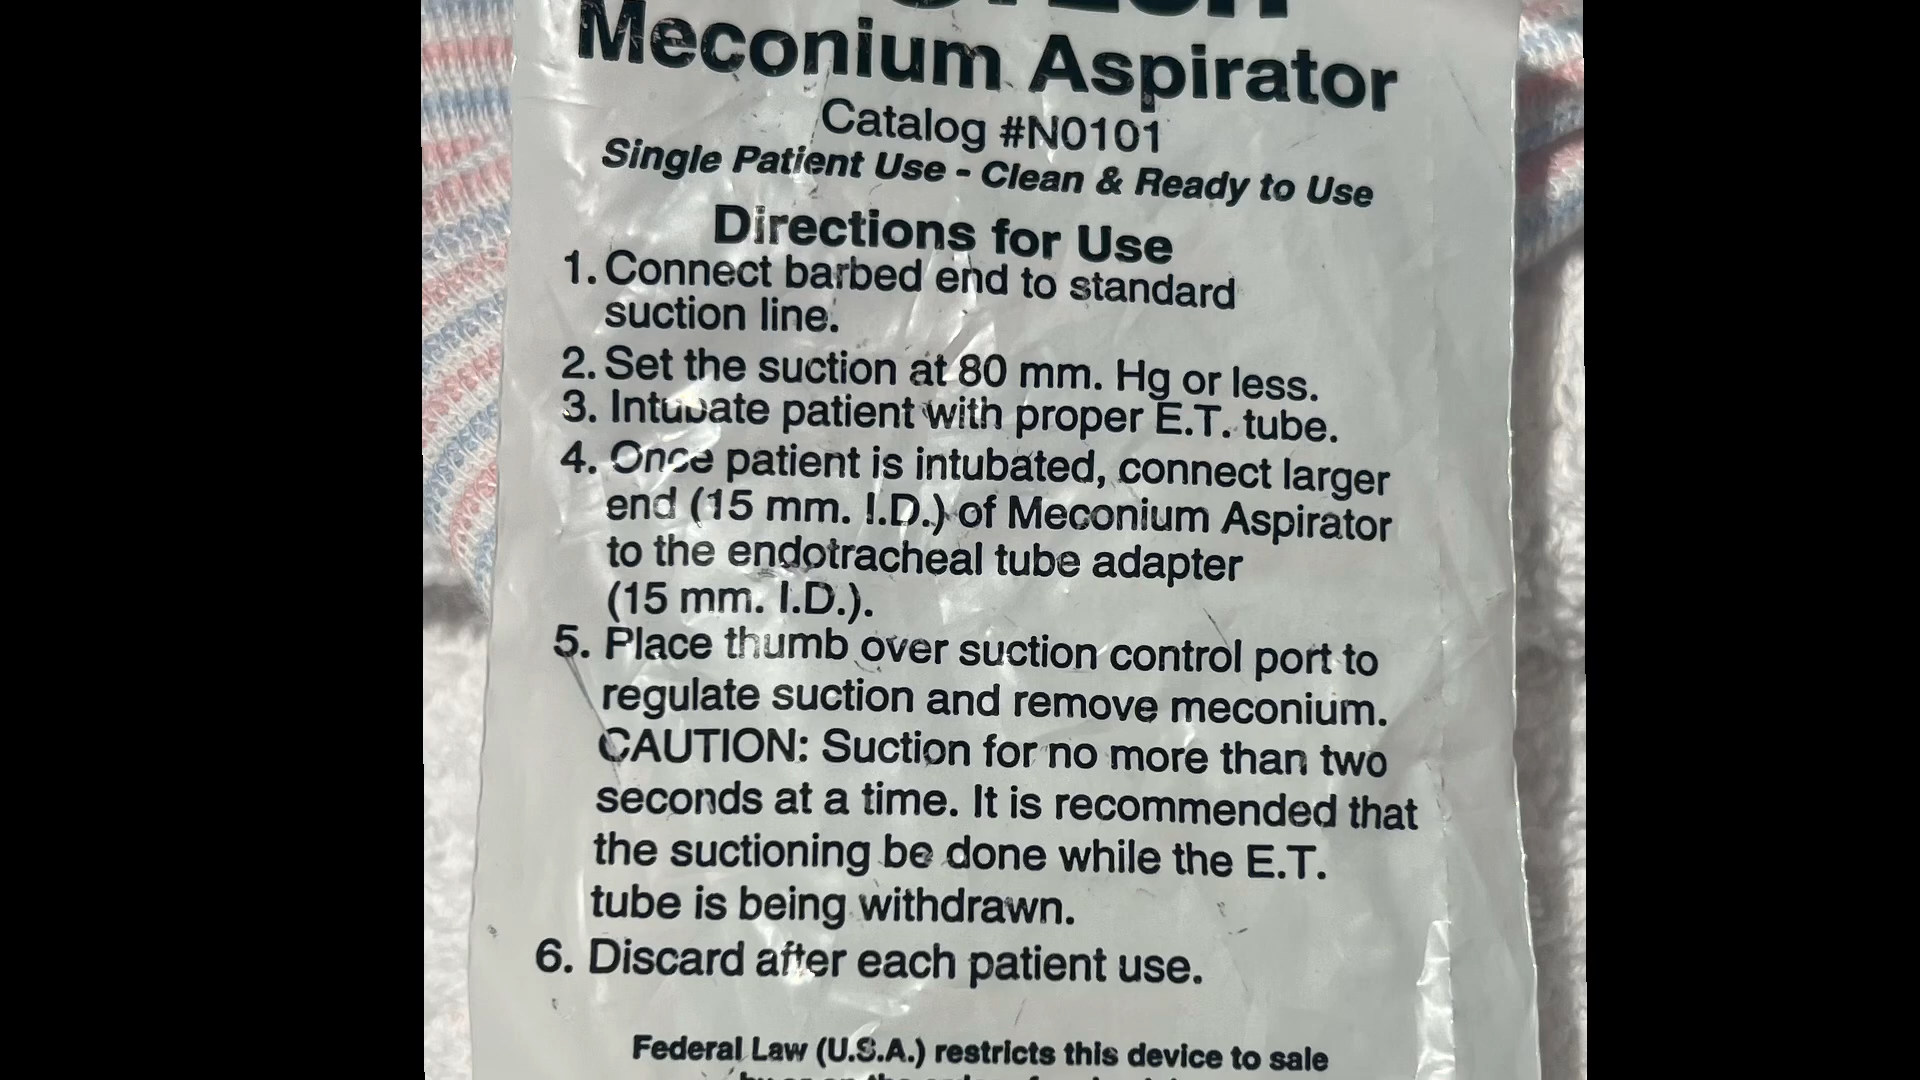 Meconium Aspirator
Catalog #N0101
Single Patient Use - Clean & Ready to Use
Directions for Use
1. Connect barbed end to standard
suction line.
2. Set the suction at 80 mm. Hg or less.
3. Intubate patient with proper E.T. tube.
4. Once patient is intubated, connect larger
end (15 mm. I.D.) of Meconium Aspirator
to the endotracheal tube adapter
(15 mm. I.D.).
5. Place thumb over suction control port to
regulate suction and remove meconium.
CAUTION: Suction for no more than two
seconds at a time. It is recommended that
the suctioning be done while the E.T.
tube is being withdrawn.
6. Discard after each patient use.
Federal Law (U.S.A.) restricts this device to sale